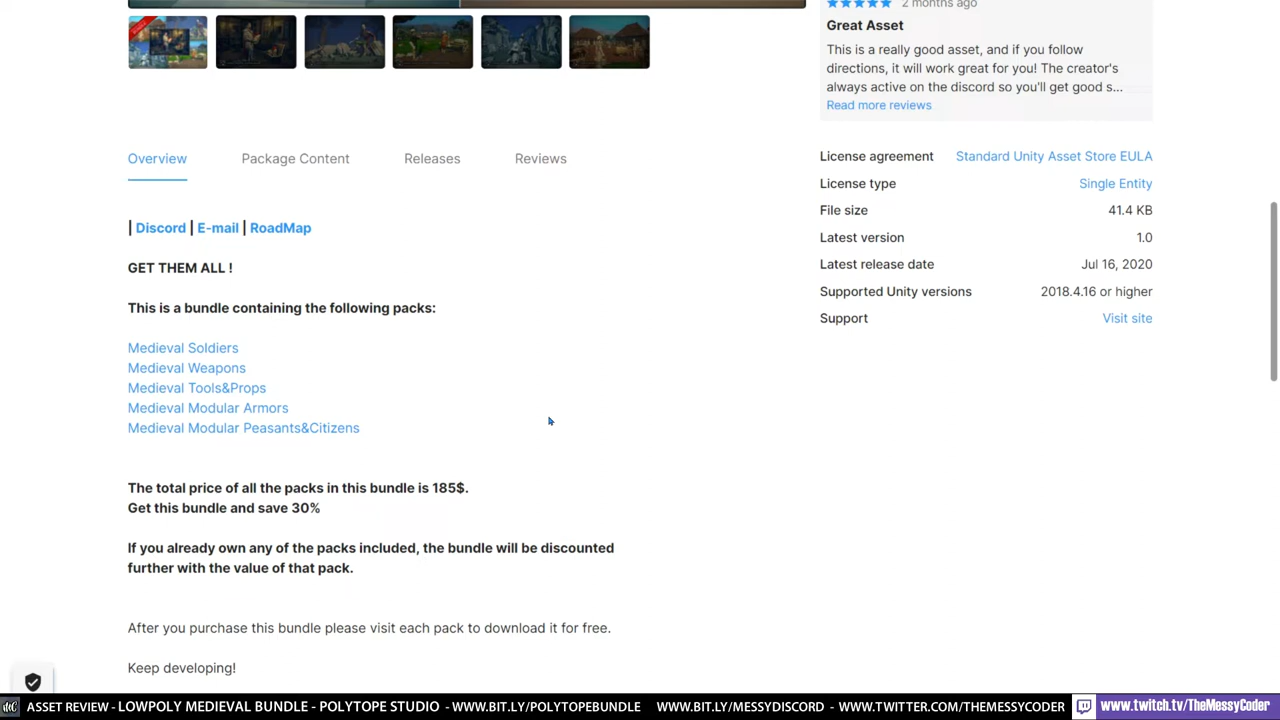 2 months ago
Great Asset
This is a really good asset, and if you follow
directions, it will work great for you! The creator's
always active on the discord so you'll get good s...
Read more reviews
Overview
Package Content
Releases
Reviews
License agreement
Standard Unity Asset Store EULA
License type
Single Entity
File size
41.4 KB
Latest version
1.0
Latest release date
Jul 16, 2020
Supported Unity versions
2018.4.16 or higher
Support
Visit site
| Discord | E-mail | RoadMap
GET THEM ALL !
This is a bundle containing the following packs:
Medieval Soldiers
Medieval Weapons
Medieval Tools&Props
Medieval Modular Armors
Medieval Modular Peasants&Citizens
The total price of all the packs in this bundle is 185$.
Get this bundle and save 30%
If you already own any of the packs included, the bundle will be discounted
further with the value of that pack.
After you purchase this bundle please visit each pack to download it for free.
Keep developing!
ASSET REVIEW - LOWPOLY MEDIEVAL BUNDLE - POLYTOPE STUDIO - WWW.BIT.LY/POLYTOPEBUNDLE WWW.BIT.LY/MESSYDISCORD - WWW.TWITTER.COM/THEMESSYCODER
www.twitch.tv/TheMessyCoder